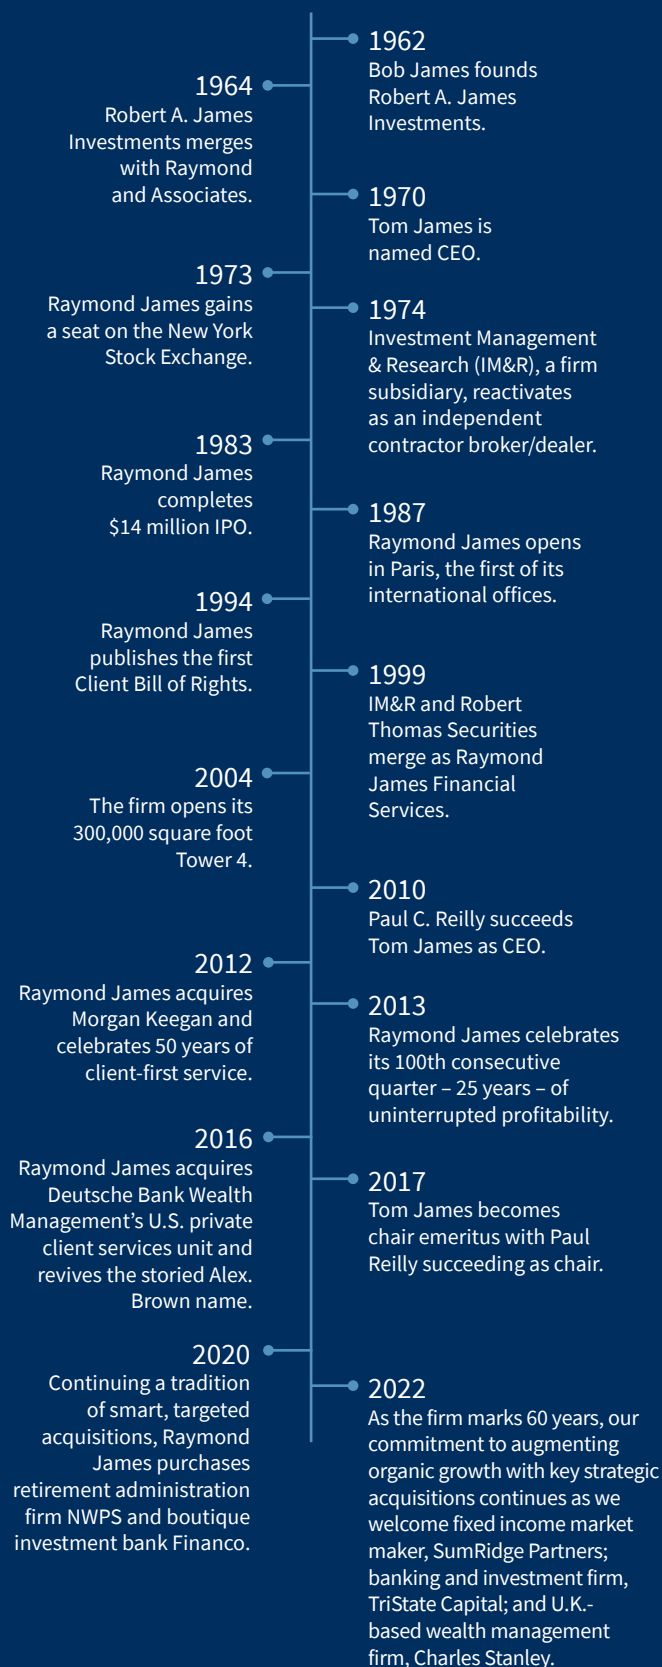 1962
Bob James founds
Robert A. James
Investments.
1964
Robert A. James
Investments merges
with Raymond
and Associates.
1970
Tom James is
named CEO.
1973
Raymond James gains
a seat on the New York
Stock Exchange.
1974
Investment Management
& Research (IM&R), a firm
subsidiary, reactivates
as an independent
contractor broker/dealer.
1983
Raymond James
completes
$14 million IPO.
1987
Raymond James opens
in Paris, the first of its
international offices.
1994
Raymond James
publishes the first
Client Bill of Rights.
1999
IM&R and Robert
Thomas Securities
merge as Raymond
James Financial
Services.
2004
The firm opens its
300,000 square foot
Tower 4.
2010
Paul C. Reilly succeeds
Tom James as CEO.
2012
Raymond James acquires
Morgan Keegan and
celebrates 50 years of
client-first service.
2013
Raymond James celebrates
its 100th consecutive
quarter – 25 years – of
uninterrupted profitability.
2016
Raymond James acquires
Deutsche Bank Wealth
Management’s U.S. private
client services unit and
revives the storied Alex.
Brown name.
2017
Tom James becomes
chair emeritus with Paul
Reilly succeeding as chair.
2020
Continuing a tradition
of smart, targeted
acquisitions, Raymond
James purchases
retirement administration
firm NWPS and boutique
investment bank Financo.
2022
As the firm marks 60 years, our
commitment to augmenting
organic growth with key strategic
acquisitions continues as we
welcome fixed income market
maker, SumRidge Partners;
banking and investment firm,
TriState Capital; and U.K.-
based wealth management
firm, Charles Stanley.